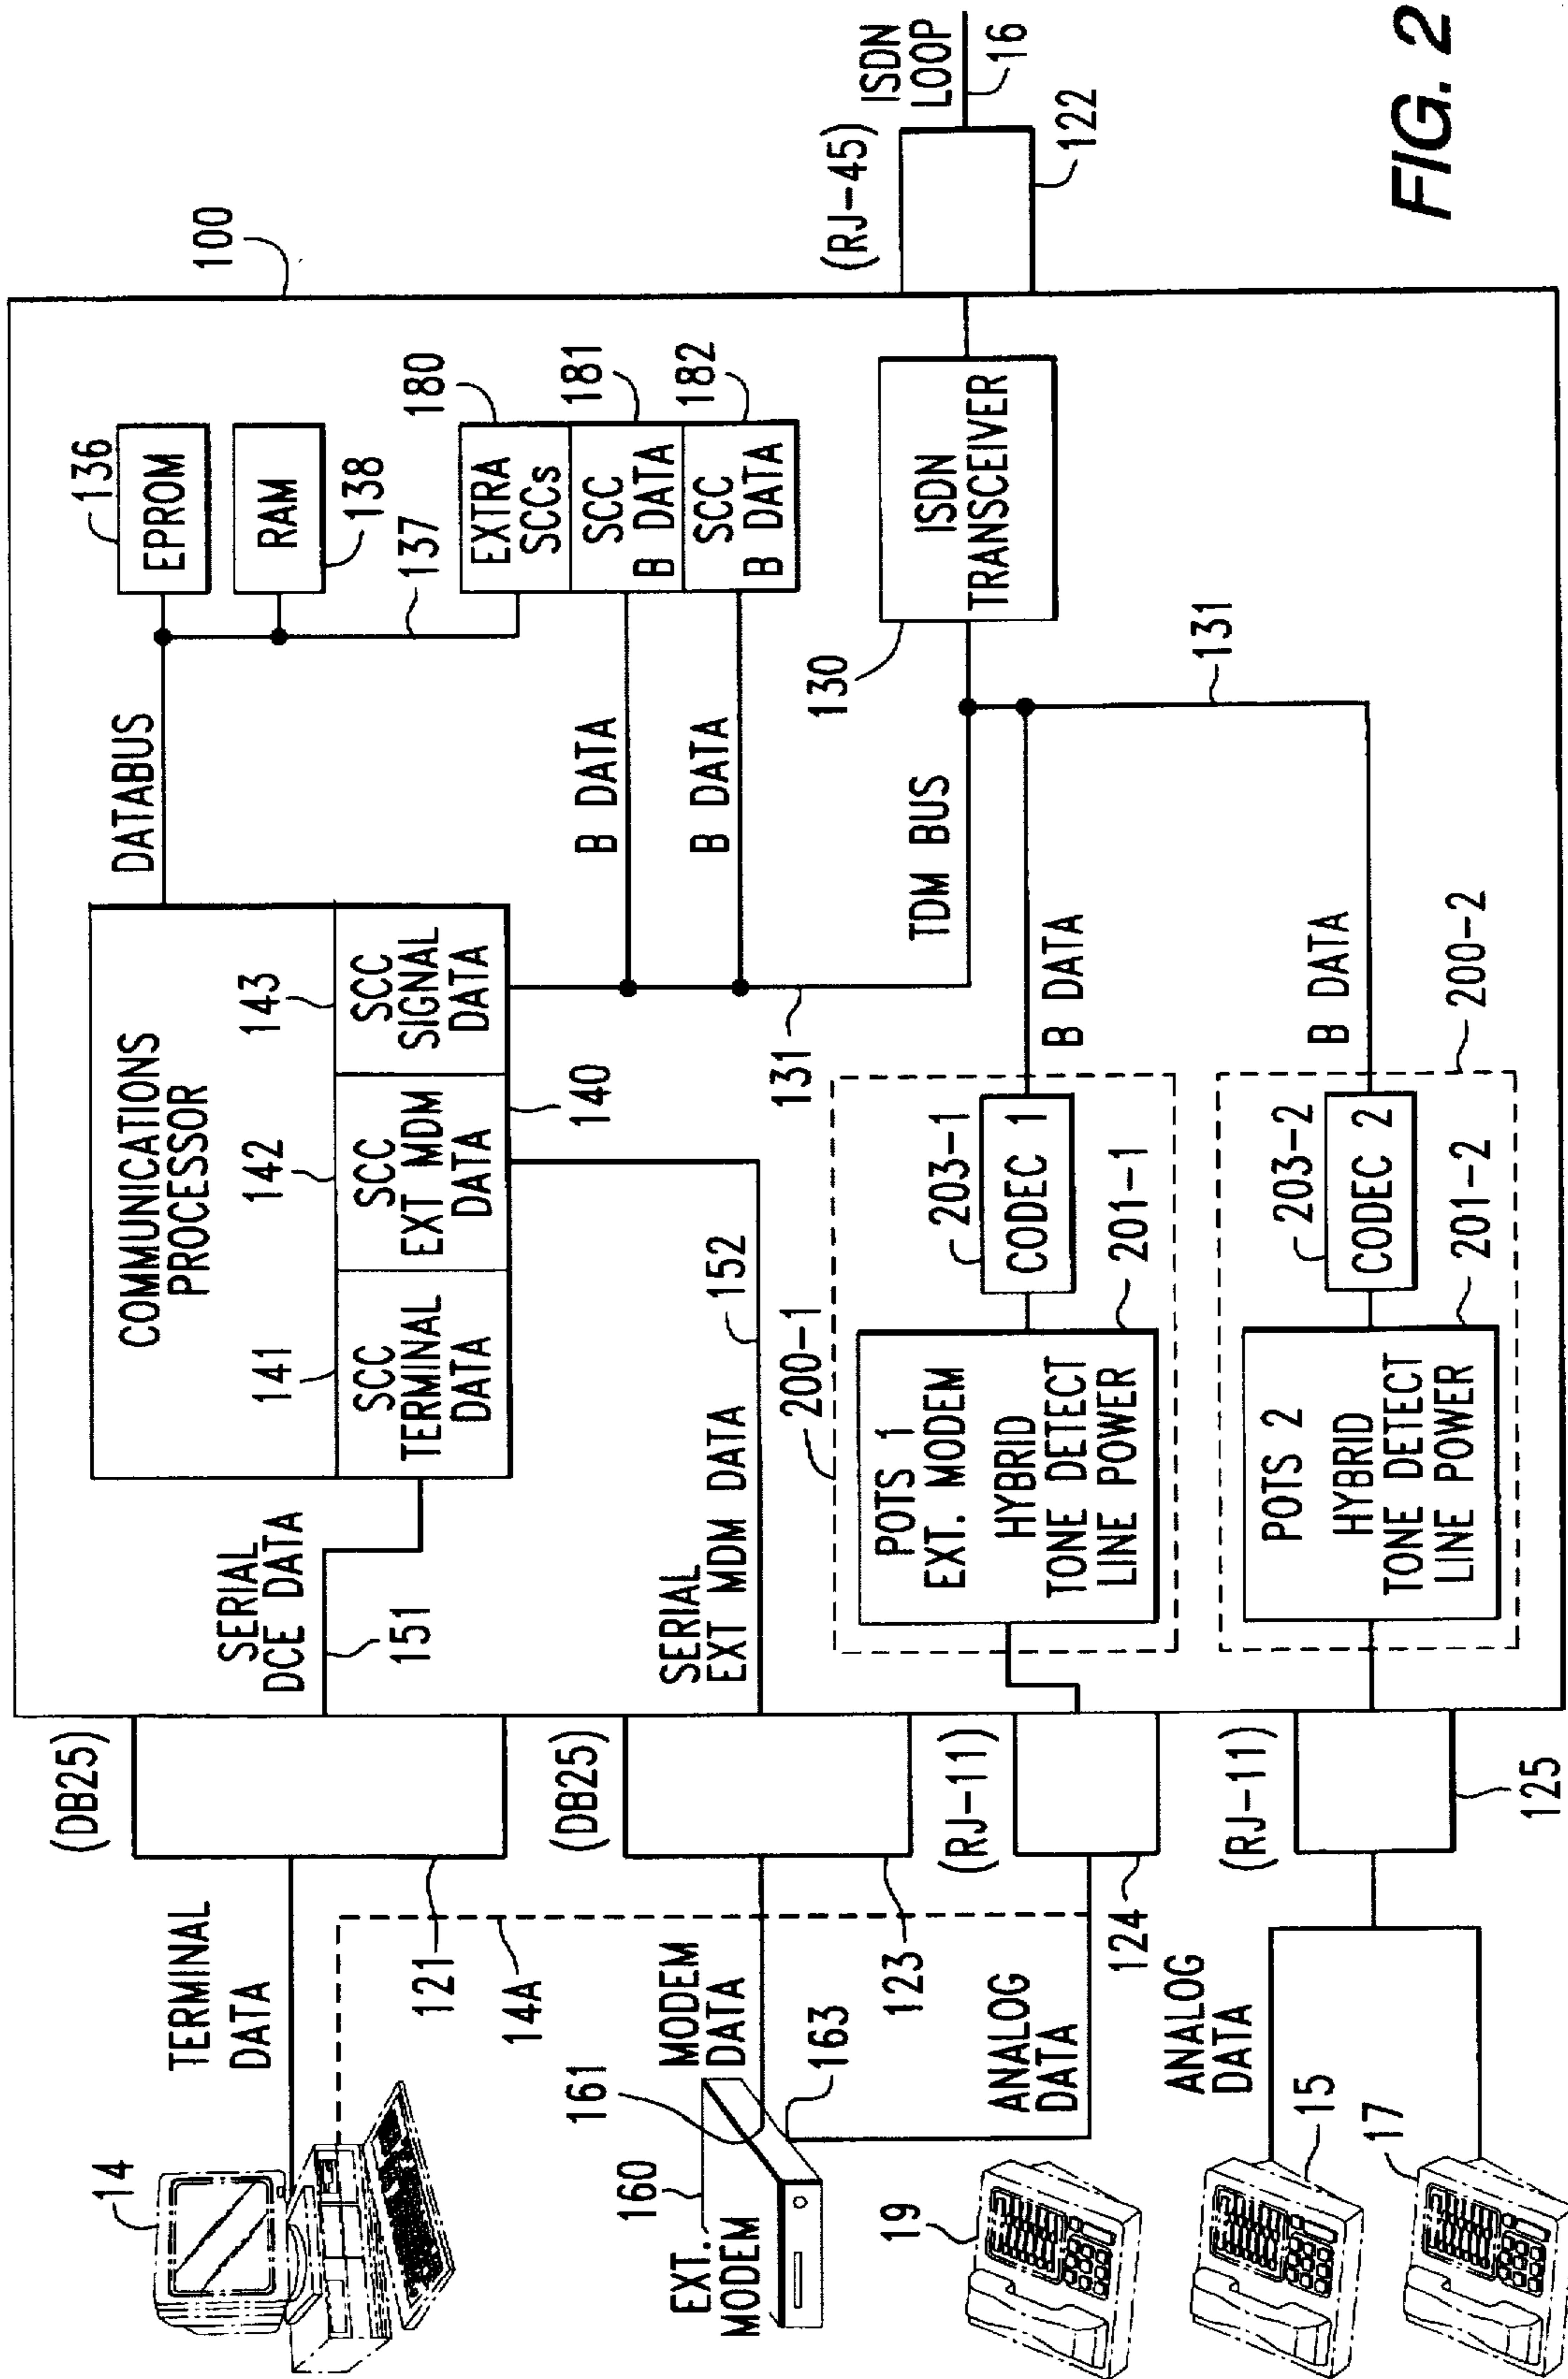 14
TERMINAL
DATA
(DB25)
121
14A
SERIAL
DCE DATA
151
COMMUNICATIONS
PROCESSOR
141
142
143
SCC
TERMINAL
DATA
SCC
EXT MDM
DATA
SCC
SIGNAL
DATA
140
DATABUS
136
EPROM
RAM
138
137
100
EXTRA
SCCs
180
SCC
B DATA
181
SCC
B DATA
182
B DATA
B DATA
EXT.
MODEM
160
161
MODEM
DATA
163
(DB25)
123
SERIAL
EXT MDM DATA
152
131
TDM BUS
130
ISDN
TRANSCEIVER
(RJ-45)
ISDN
LOOP
16
122
19
ANALOG
DATA
(RJ-11)
124
200-1
POTS 1
EXT. MODEM
HYBRID
TONE DETECT
LINE POWER
201-1
203-1
CODEC 1
B DATA
131
15
17
ANALOG
DATA
(RJ-11)
125
POTS 2
HYBRID
TONE DETECT
LINE POWER
201-2
203-2
CODEC 2
B DATA
200-2
FIG. 2